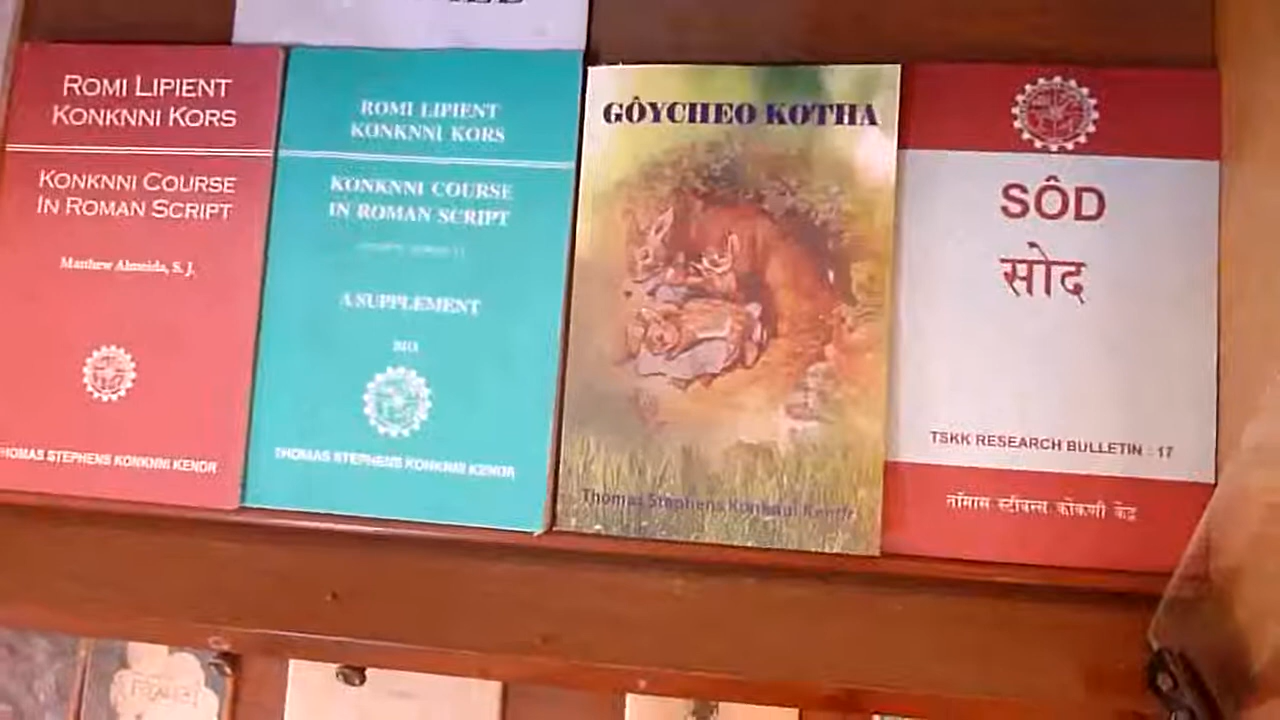 ROMI LIPIENT
KONKNNI KORS
KONKNNI COURSE
IN ROMAN SCRIPT
Matthew Almeida, S. J.
THOMAS STEPHENS KONKNNI KENDR
ROMI LIPIENT
KONKNNI KORS
KONKNNI COURSE
IN ROMAN SCRIPT
A SUPPLEMENT
THOMAS STEPHENS KONKNNI KENDR
GÔYCHEO KOTHA
Thomas Stephens Konknni Kendr
SÔD
सोद
TSKK RESEARCH BULLETIN : 17
तॉमास स्टीवन्स कोंकणी केंद्र